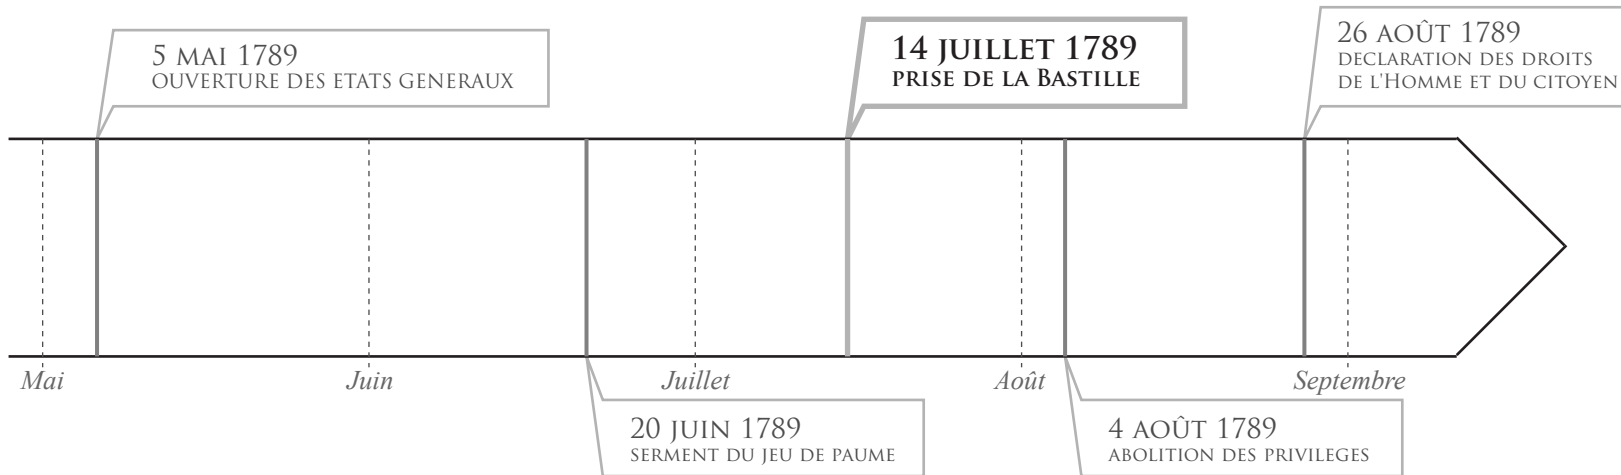 5 MAI 1789
OUVERTURE DES ETATS GENERAUX
14 JUILLET 1789
PRISE DE LA BASTILLE
26 AOÛT 1789
DECLARATION DES DROITS
DE L'HOMME ET DU CITOYEN
Mai
Juin
Juillet
Août
Septembre
20 JUIN 1789
SERMENT DU JEU DE PAUME
4 AOÛT 1789
ABOLITION DES PRIVILEGES